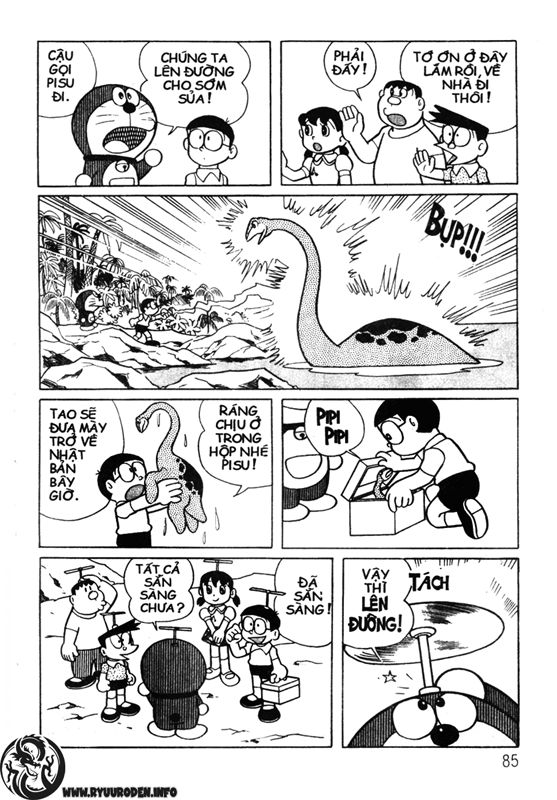 CẬU
GỌI
PISU
ĐI.
CHÚNG TA
LÊN ĐƯỜNG
CHO SỚM
SỦA!
PHẢI
ĐẤY!
TỚ ỚN Ở ĐÂY
LẮM RỒI, VỀ
NHÀ ĐI
THÔI!
BỤP!!!
TAO SẼ
ĐƯA MÀY
TRỞ VỀ
NHẬT
BẢN
BÂY
GIỜ.
RÁNG
CHỊU Ở
TRONG
HỘP NHÉ
PISU!
PIPI
PIPI
TẤT CẢ
SẴN
SÀNG
CHƯA?
ĐÃ
SẴN
SÀNG!
VẬY
THÌ
LÊN
ĐƯỜNG!
TÁCH
85
WWW.RYUURODEN.INFO